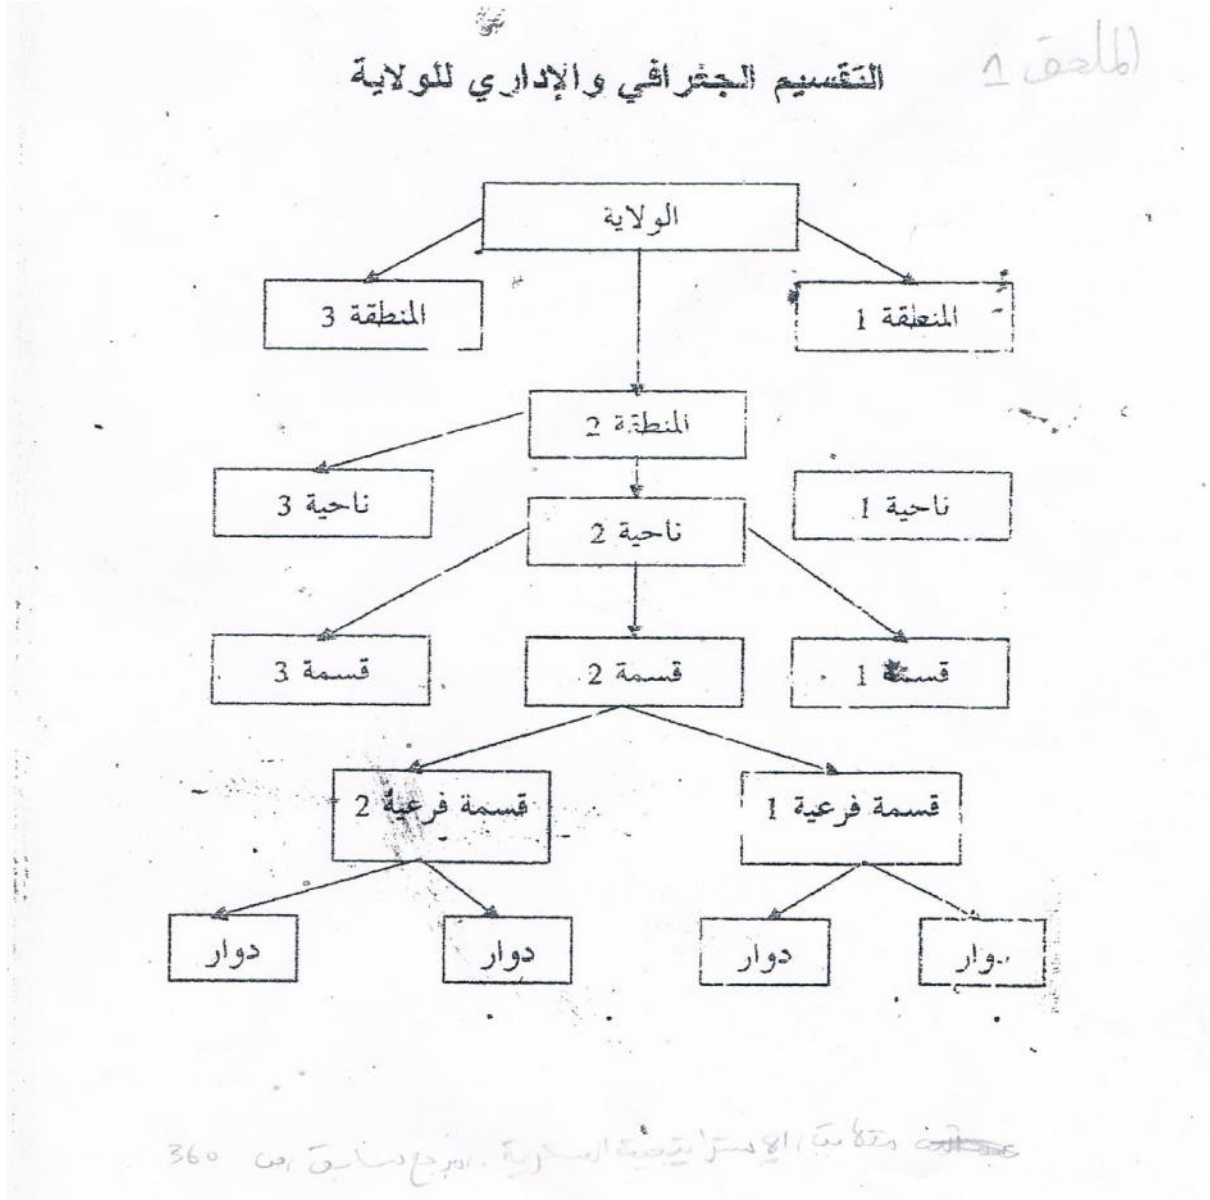 الملحق 1
التقسيم الجغرافي والإداري للولاية
الولاية
المنطقة 1
المنطقة 3
المنطقة 2
ناحية 1
ناحية 3
ناحية 2
قسمة 1
قسمة 2
قسمة 3
قسمة فرعية 1
قسمة فرعية 2
دوار
دوار
دوار
دوار
الاستراتيجية العسكرية، المرجع سابق، ص 360